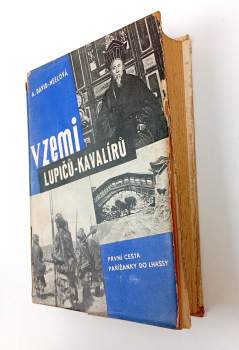 A. DAVID-NEELOVÁ
V zemi
LUPIČŮ-KAVALÍRŮ
PRVNÍ CESTA
PAŘÍŽANKY DO LHASSY